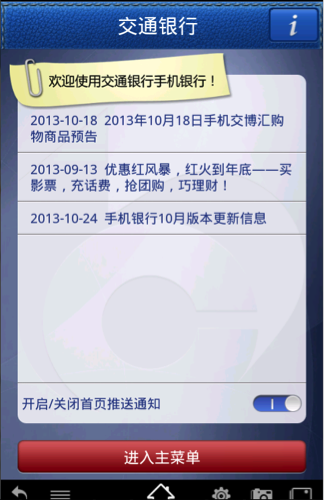 交通银行
i
欢迎使用交通银行手机银行！
2013-10-18 2013年10月18日手机交博汇购
物商品预告
2013-09-13 优惠红风暴，红火到年底——买
影票，充话费，抢团购，巧理财！
2013-10-24 手机银行10月版本更新信息
开启/关闭首页推送通知
进入主菜单